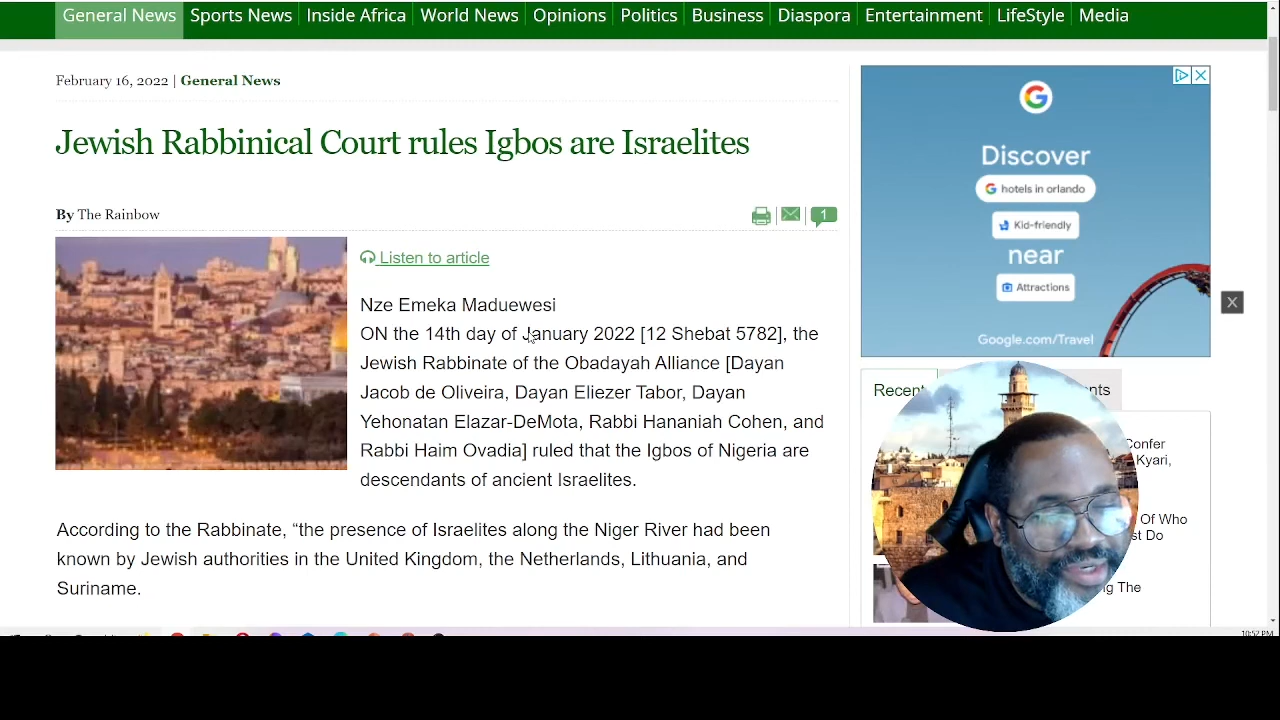 General News
Sports News
Inside Africa
World News
Opinions
Politics
Business
Diaspora
Entertainment
LifeStyle
Media
February 16, 2022 | General News
Jewish Rabbinical Court rules Igbos are Israelites
By The Rainbow
1
Listen to article
Nze Emeka Maduewesi
ON the 14th day of January 2022 [12 Shebat 5782], the
Jewish Rabbinate of the Obadayah Alliance [Dayan
Jacob de Oliveira, Dayan Eliezer Tabor, Dayan
Yehonatan Elazar-DeMota, Rabbi Hananiah Cohen, and
Rabbi Haim Ovadia] ruled that the Igbos of Nigeria are
descendants of ancient Israelites.
According to the Rabbinate, “the presence of Israelites along the Niger River had been
known by Jewish authorities in the United Kingdom, the Netherlands, Lithuania, and
Suriname.
Discover
hotels in orlando
Kid-friendly
near
Attractions
Google.com/Travel
X
Recent
Kyari,
Of Who
Do
The
10:52 PM